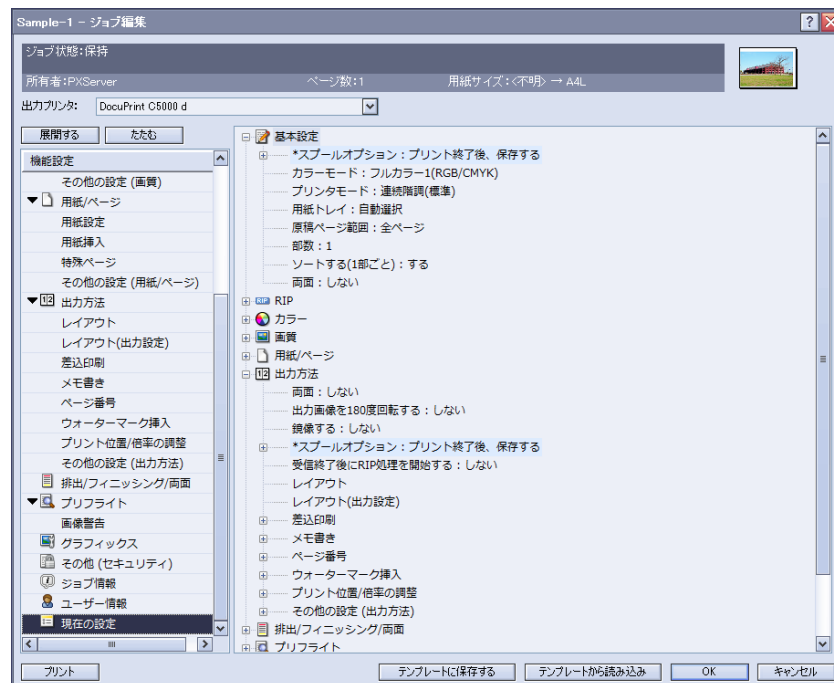 Sample-1 - ジョブ編集
ジョブ状態:保持
所有者:PXServer ページ数:1 用紙サイズ:<不明> → A4L
出力プリンタ: DocuPrint C5000 d
展開する たたむ
機能設定
その他の設定 (画質)
用紙/ページ
用紙設定
用紙挿入
特殊ページ
その他の設定 (用紙/ページ)
出力方法
レイアウト
レイアウト(出力設定)
差込印刷
メモ書き
ページ番号
ウォーターマーク挿入
プリント位置/倍率の調整
その他の設定 (出力方法)
排出/フィニッシング/両面
プリフライト
画像警告
グラフィックス
その他 (セキュリティ)
ジョブ情報
ユーザー情報
現在の設定
基本設定
*スプールオプション : プリント終了後、保存する
カラーモード : フルカラー1(RGB/CMYK)
プリンタモード : 連続階調(標準)
用紙トレイ : 自動選択
原稿ページ範囲 : 全ページ
部数 : 1
ソートする(1部ごと) : する
両面 : しない
RIP RIP
カラー
画質
用紙/ページ
12 出力方法
両面 : しない
出力画像を180度回転する : しない
鏡像する : しない
*スプールオプション : プリント終了後、保存する
受信終了後にRIP処理を開始する : しない
レイアウト
レイアウト(出力設定)
差込印刷
メモ書き
ページ番号
ウォーターマーク挿入
プリント位置/倍率の調整
その他の設定 (出力方法)
排出/フィニッシング/両面
プリフライト
プリント テンプレートに保存する テンプレートから読み込み OK キャンセル